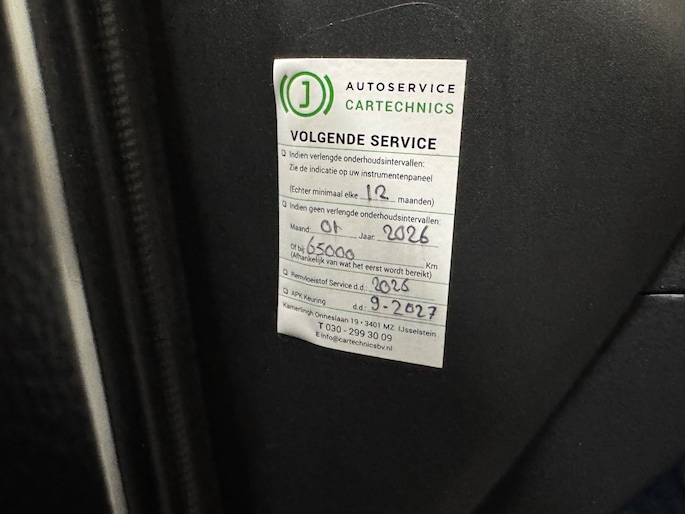 J AUTOSERVICE
CARTECHNICS
VOLGENDE SERVICE
Indien verlengde onderhoudsintervallen:
Zie de indicatie op uw instrumentenpaneel
(Echter minimaal elke 12 maanden)
Indien geen verlengde onderhoudsintervallen:
Maand: 01 Jaar: 2026
Of bij: 65000 Km
(Afhankelijk van wat het eerst wordt bereikt)
Remvloeistof Service d.d.: 2026
APK Keuring d.d.: 9-2027
Kamerlingh Onneslaan 19 • 3401 MZ IJsselstein
T 030 - 299 30 09
E info@cartechnicsbv.nl